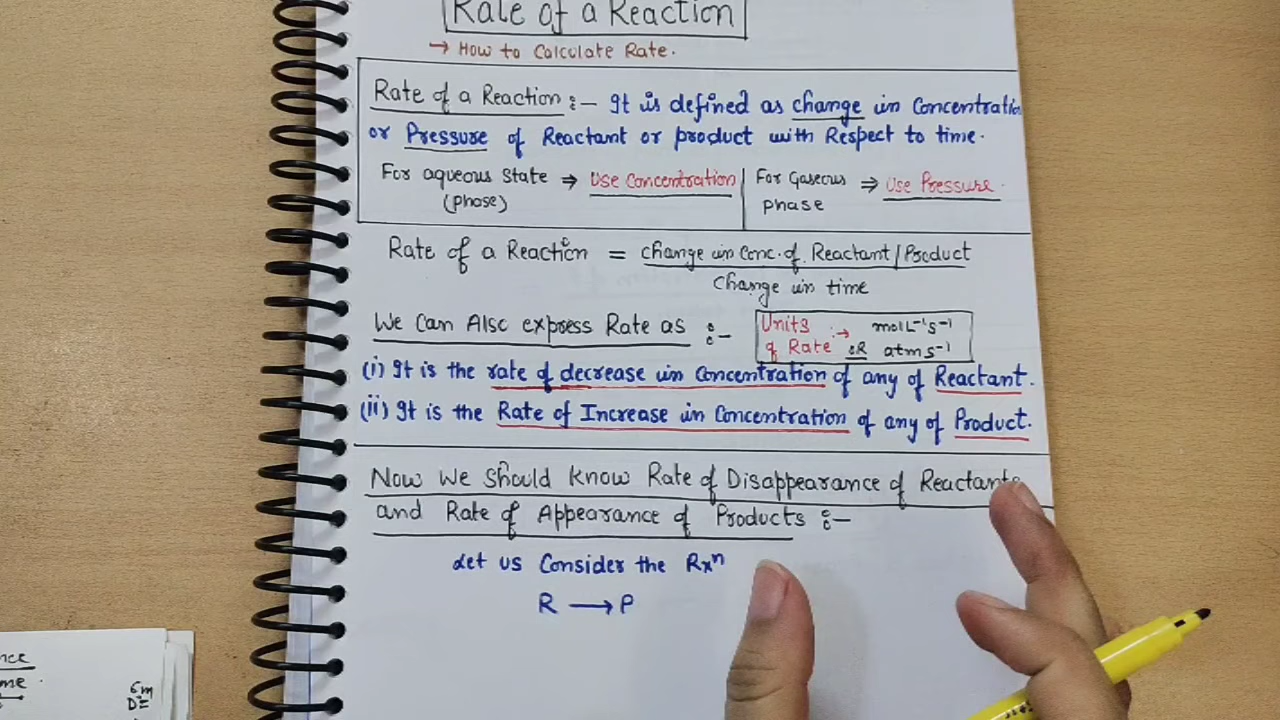 Rate of a Reaction
→ How to Calculate Rate.
Rate of a Reaction :- It is defined as change in Concentration
or Pressure of Reactant or product with Respect to time.
For aqueous state ⇒ Use Concentration
(phase)
For Gaseous ⇒ Use Pressure.
phase
Rate of a Reaction = Change in Conc. of Reactant/Product
Change in time
We Can Also express Rate as :-
Units → mol L⁻¹ s⁻¹
of Rate OR atm s⁻¹
(i) It is the rate of decrease in Concentration of any of Reactant.
(ii) It is the Rate of Increase in Concentration of any of Product.
Now We Should Know Rate of Disappearance of Reactants
and Rate of Appearance of Products :-
Let us Consider the Rxⁿ
R → P